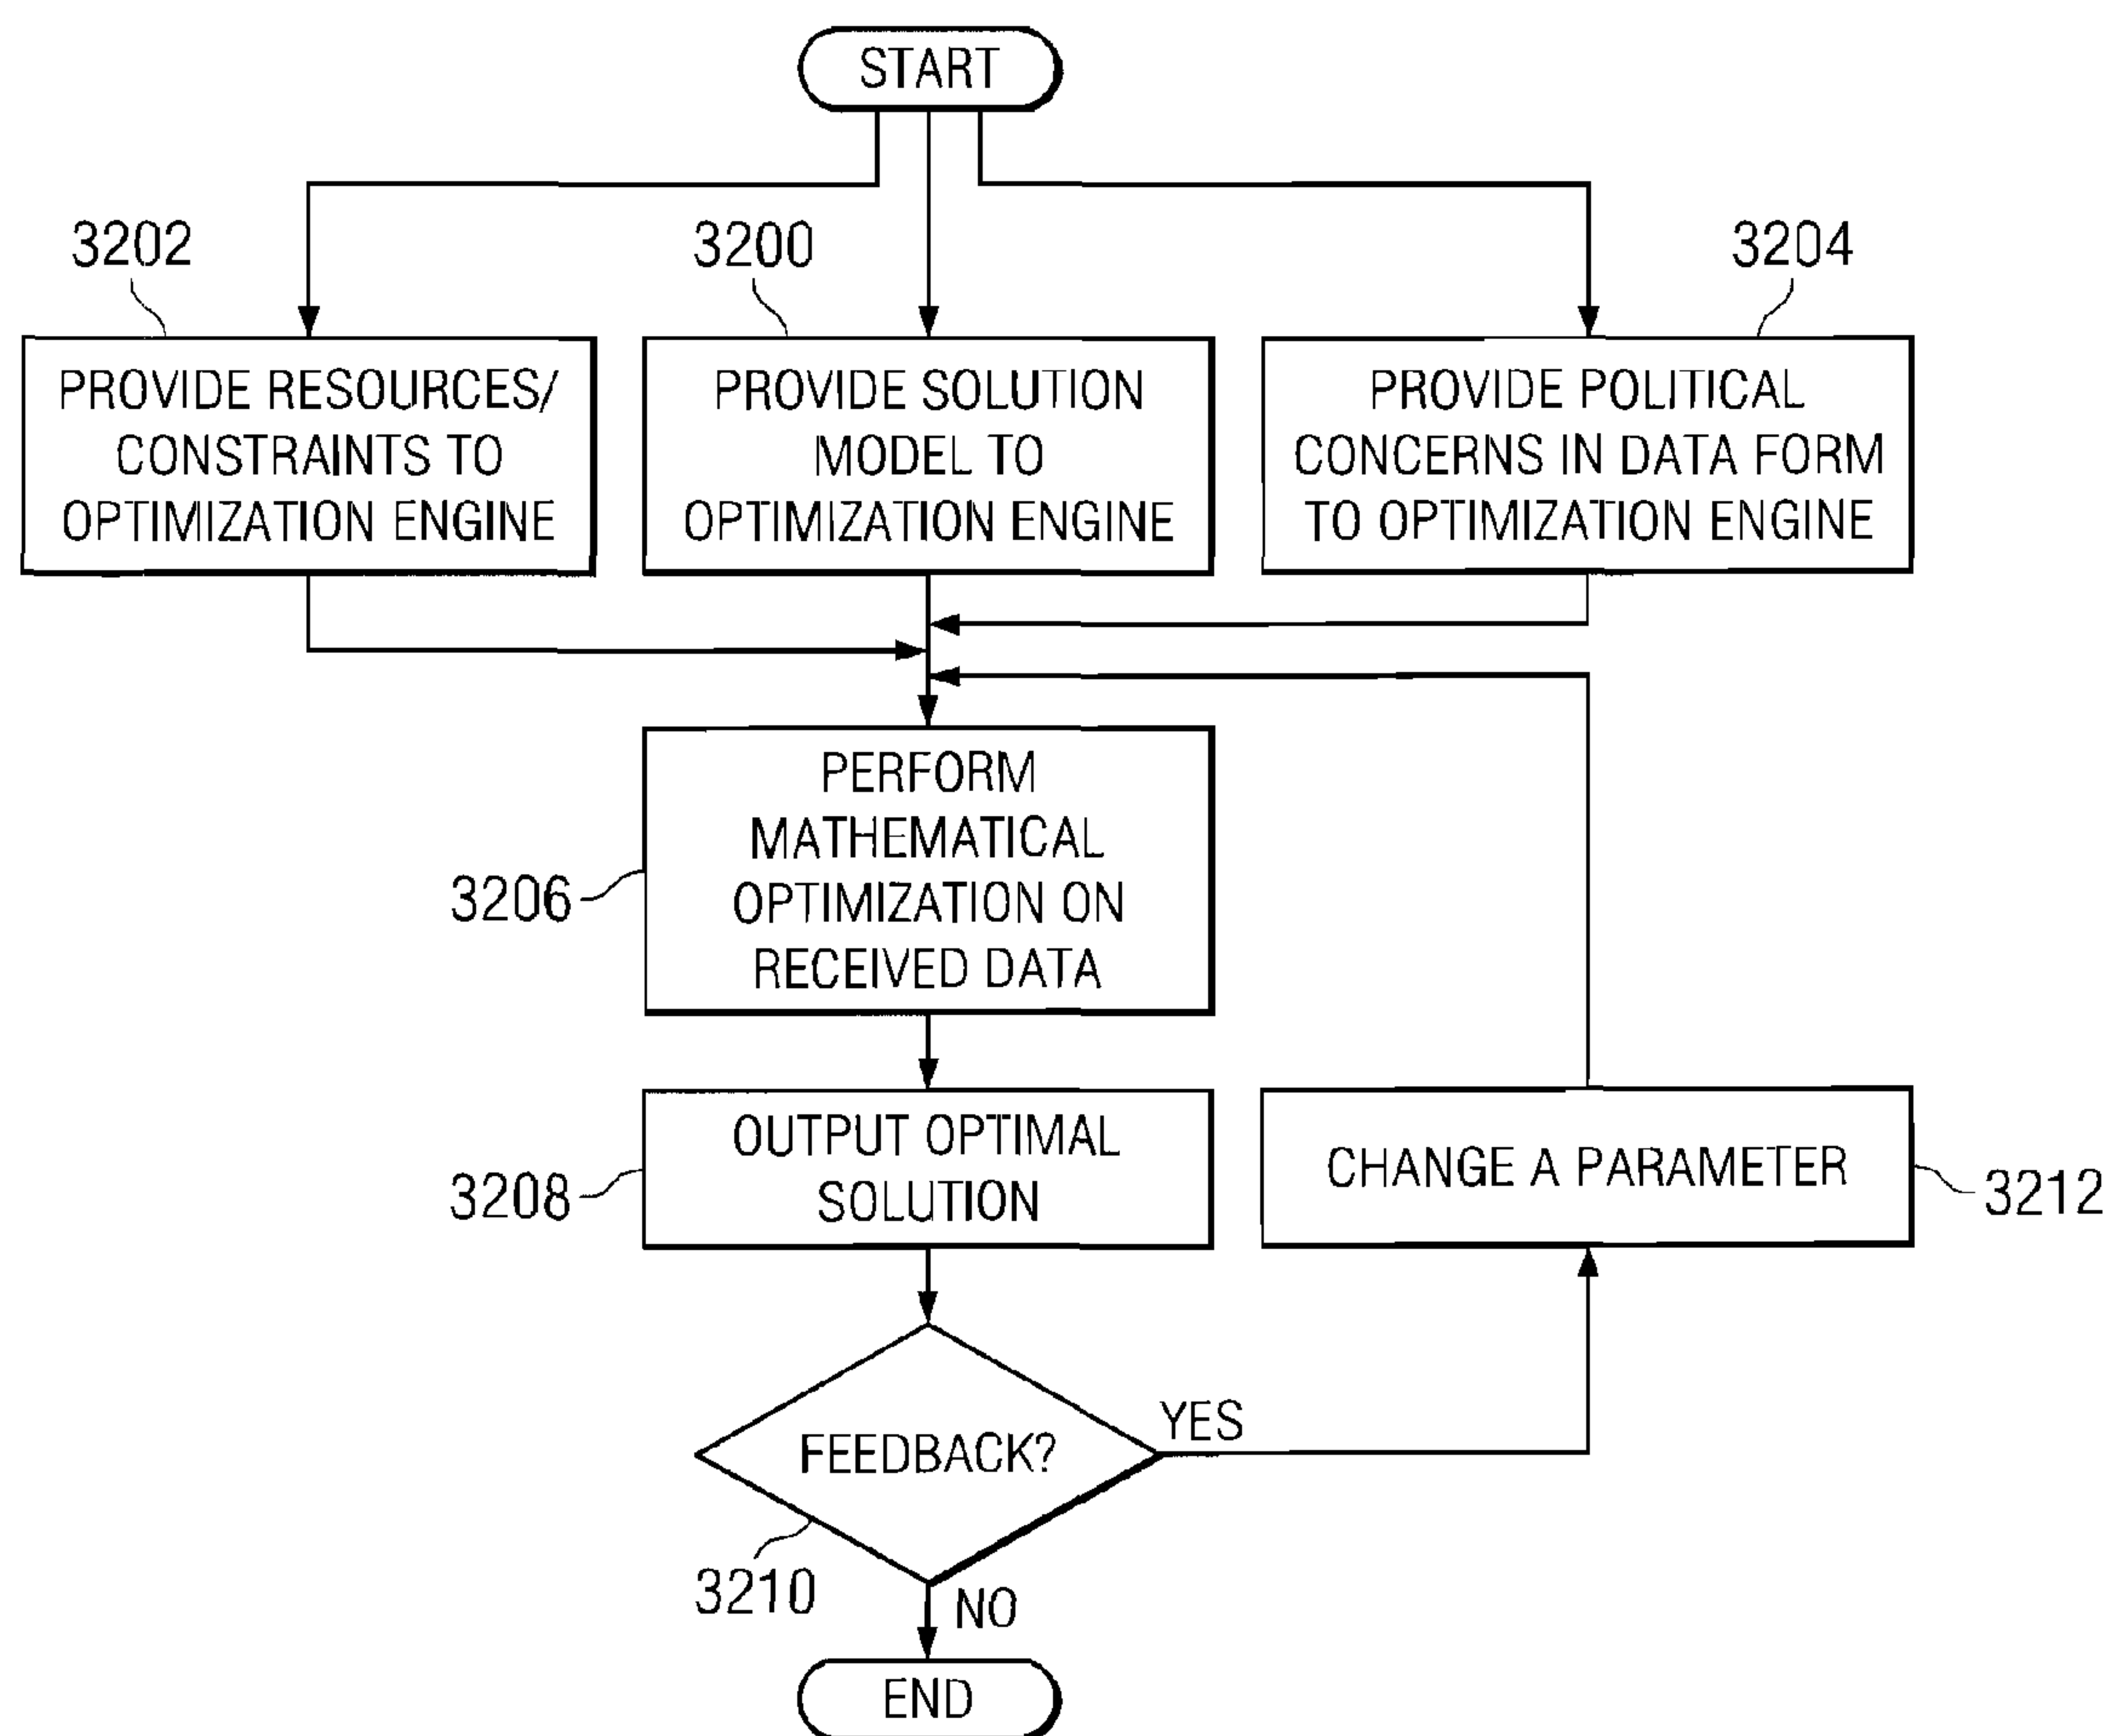 START
3202
3200
3204
PROVIDE RESOURCES/
CONSTRAINTS TO
OPTIMIZATION ENGINE
PROVIDE SOLUTION
MODEL TO
OPTIMIZATION ENGINE
PROVIDE POLITICAL
CONCERNS IN DATA FORM
TO OPTIMIZATION ENGINE
3206
PERFORM
MATHEMATICAL
OPTIMIZATION ON
RECEIVED DATA
3208
OUTPUT OPTIMAL
SOLUTION
CHANGE A PARAMETER
3212
FEEDBACK?
YES
3210
NO
END